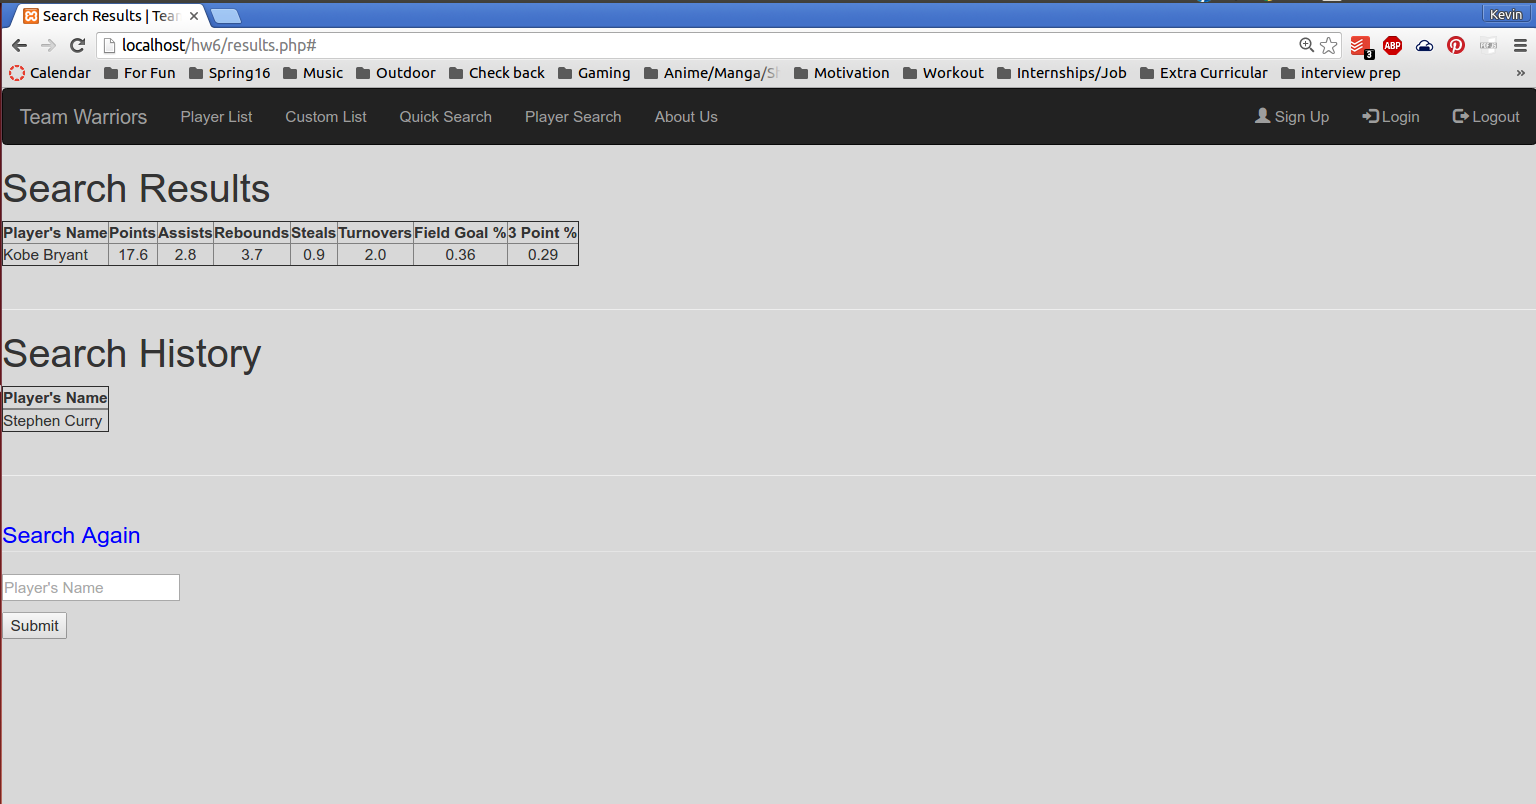 Search Results | Tea
Kevin
localhost/hw6/results.php#
ABP
3
Calendar For Fun Spring16 Music Outdoor Check back Gaming Anime/Manga/S Motivation Workout Internships/Job Extra Curricular interview prep »
Team Warriors Player List Custom List Quick Search Player Search About Us Sign Up Login Logout
Search Results
Player's Name Points Assists Rebounds Steals Turnovers Field Goal % 3 Point %
Kobe Bryant 17.6 2.8 3.7 0.9 2.0 0.36 0.29
Search History
Player's Name
Stephen Curry
Search Again
Player's Name
Submit